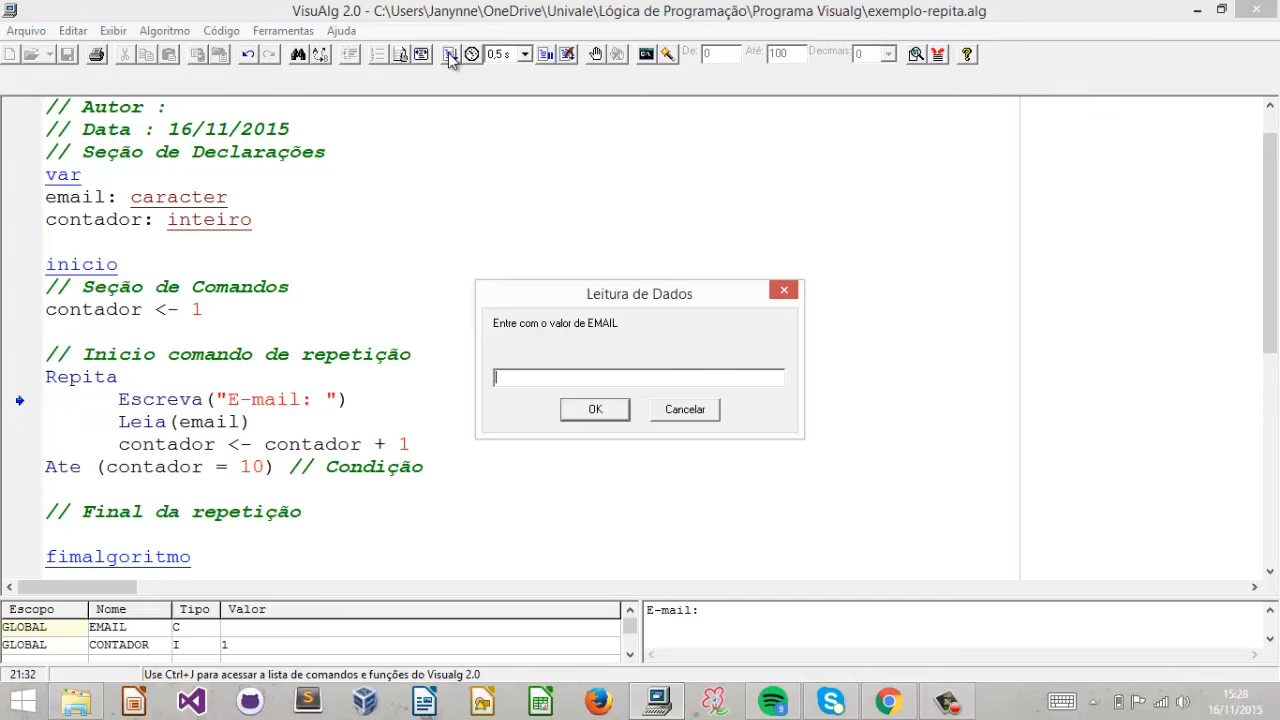 VisuAlg 2.0 - C:\Users\Janynne\OneDrive\Univale\Lógica de Programação\Programa Visualg\exemplo-repita.alg
Arquivo Editar Exibir Algoritmo Código Ferramentas Ajuda
0.5 s De: 0 Até: 100 Decimais: 0
// Autor :
// Data : 16/11/2015
// Seção de Declarações
var
email: caracter
contador: inteiro
inicio
// Seção de Comandos
contador <- 1
// Inicio comando de repetição
Repita
Escreva("E-mail: ")
Leia(email)
contador <- contador + 1
Ate (contador = 10) // Condição
// Final da repetição
fimalgoritmo
Leitura de Dados
Entre com o valor de EMAIL
OK Cancelar
Escopo Nome Tipo Valor
GLOBAL EMAIL C
GLOBAL CONTADOR I 1
E-mail:
21:32 Use Ctrl+J para acessar a lista de comandos e funções do Visualg 2.0
15:28
16/11/2015